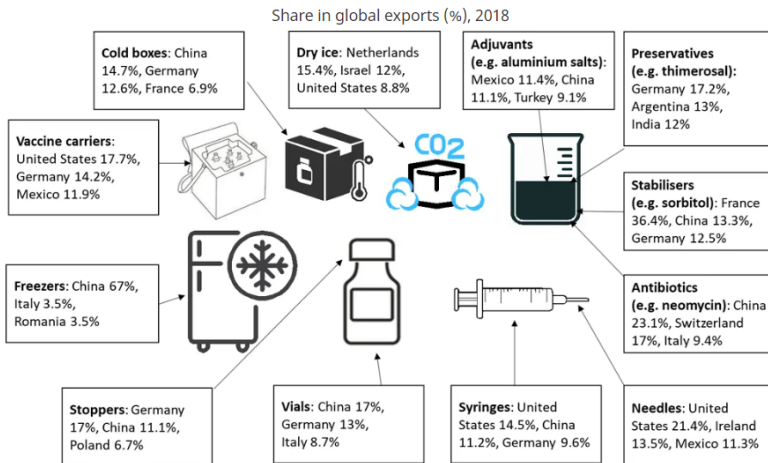 Share in global exports (%), 2018
Cold boxes: China
14.7%, Germany
12.6%, France 6.9%
Dry ice: Netherlands
15.4%, Israel 12%,
United States 8.8%
Adjuvants
(e.g. aluminium salts):
Mexico 11.4%, China
11.1%, Turkey 9.1%
Preservatives
(e.g. thimerosal):
Germany 17.2%,
Argentina 13%,
India 12%
Vaccine carriers:
United States 17.7%,
Germany 14.2%,
Mexico 11.9%
CO2
Stabilisers
(e.g. sorbitol): France
36.4%, China 13.3%,
Germany 12.5%
Freezers: China 67%,
Italy 3.5%,
Romania 3.5%
Antibiotics
(e.g. neomycin): China
23.1%, Switzerland
17%, Italy 9.4%
Stoppers: Germany
17%, China 11.1%,
Poland 6.7%
Vials: China 17%,
Germany 13%,
Italy 8.7%
Syringes: United
States 14.5%, China
11.2%, Germany 9.6%
Needles: United
States 21.4%, Ireland
13.5%, Mexico 11.3%